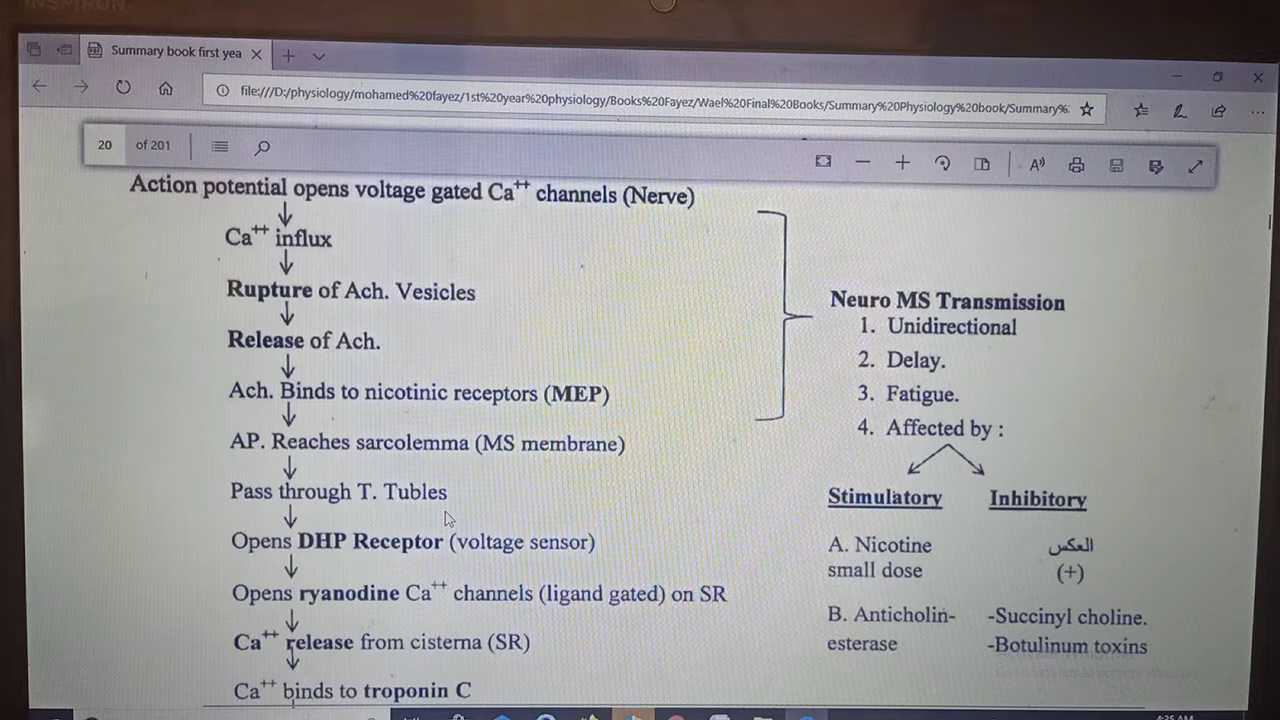 INSPIRON
Summary book first yea
file:///D:/physiology/mohamed%20fayez/1st%20year%20physiology/Books%20Fayez/Wael%20Final%20Books/Summary%20Physiology%20book/Summary%
20 of 201
Action potential opens voltage gated Ca++ channels (Nerve)
Ca++ influx
Rupture of Ach. Vesicles
Release of Ach.
Ach. Binds to nicotinic receptors (MEP)
AP. Reaches sarcolemma (MS membrane)
Pass through T. Tubles
Opens DHP Receptor (voltage sensor)
Opens ryanodine Ca++ channels (ligand gated) on SR
Ca++ release from cisterna (SR)
Ca++ binds to troponin C
Neuro MS Transmission
1. Unidirectional
2. Delay.
3. Fatigue.
4. Affected by :
Stimulatory Inhibitory
A. Nicotine العكس
small dose (+)
B. Anticholin- -Succinyl choline.
esterase -Botulinum toxins
4:25 AM